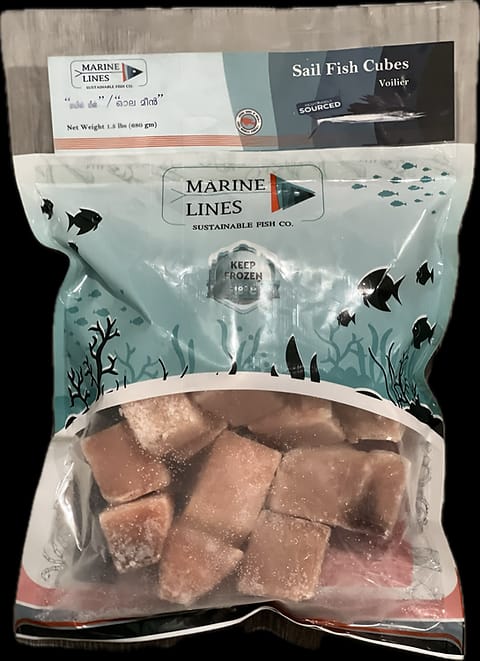 MARINE
LINES
SUSTAINABLE FISH CO.
Sail Fish Cubes
Voilier
SOURCED
/"ഓല മീൻ"
Net Weight 1.5 lbs (680 gm)
MARINE
LINES
SUSTAINABLE FISH CO.
KEEP
FROZEN